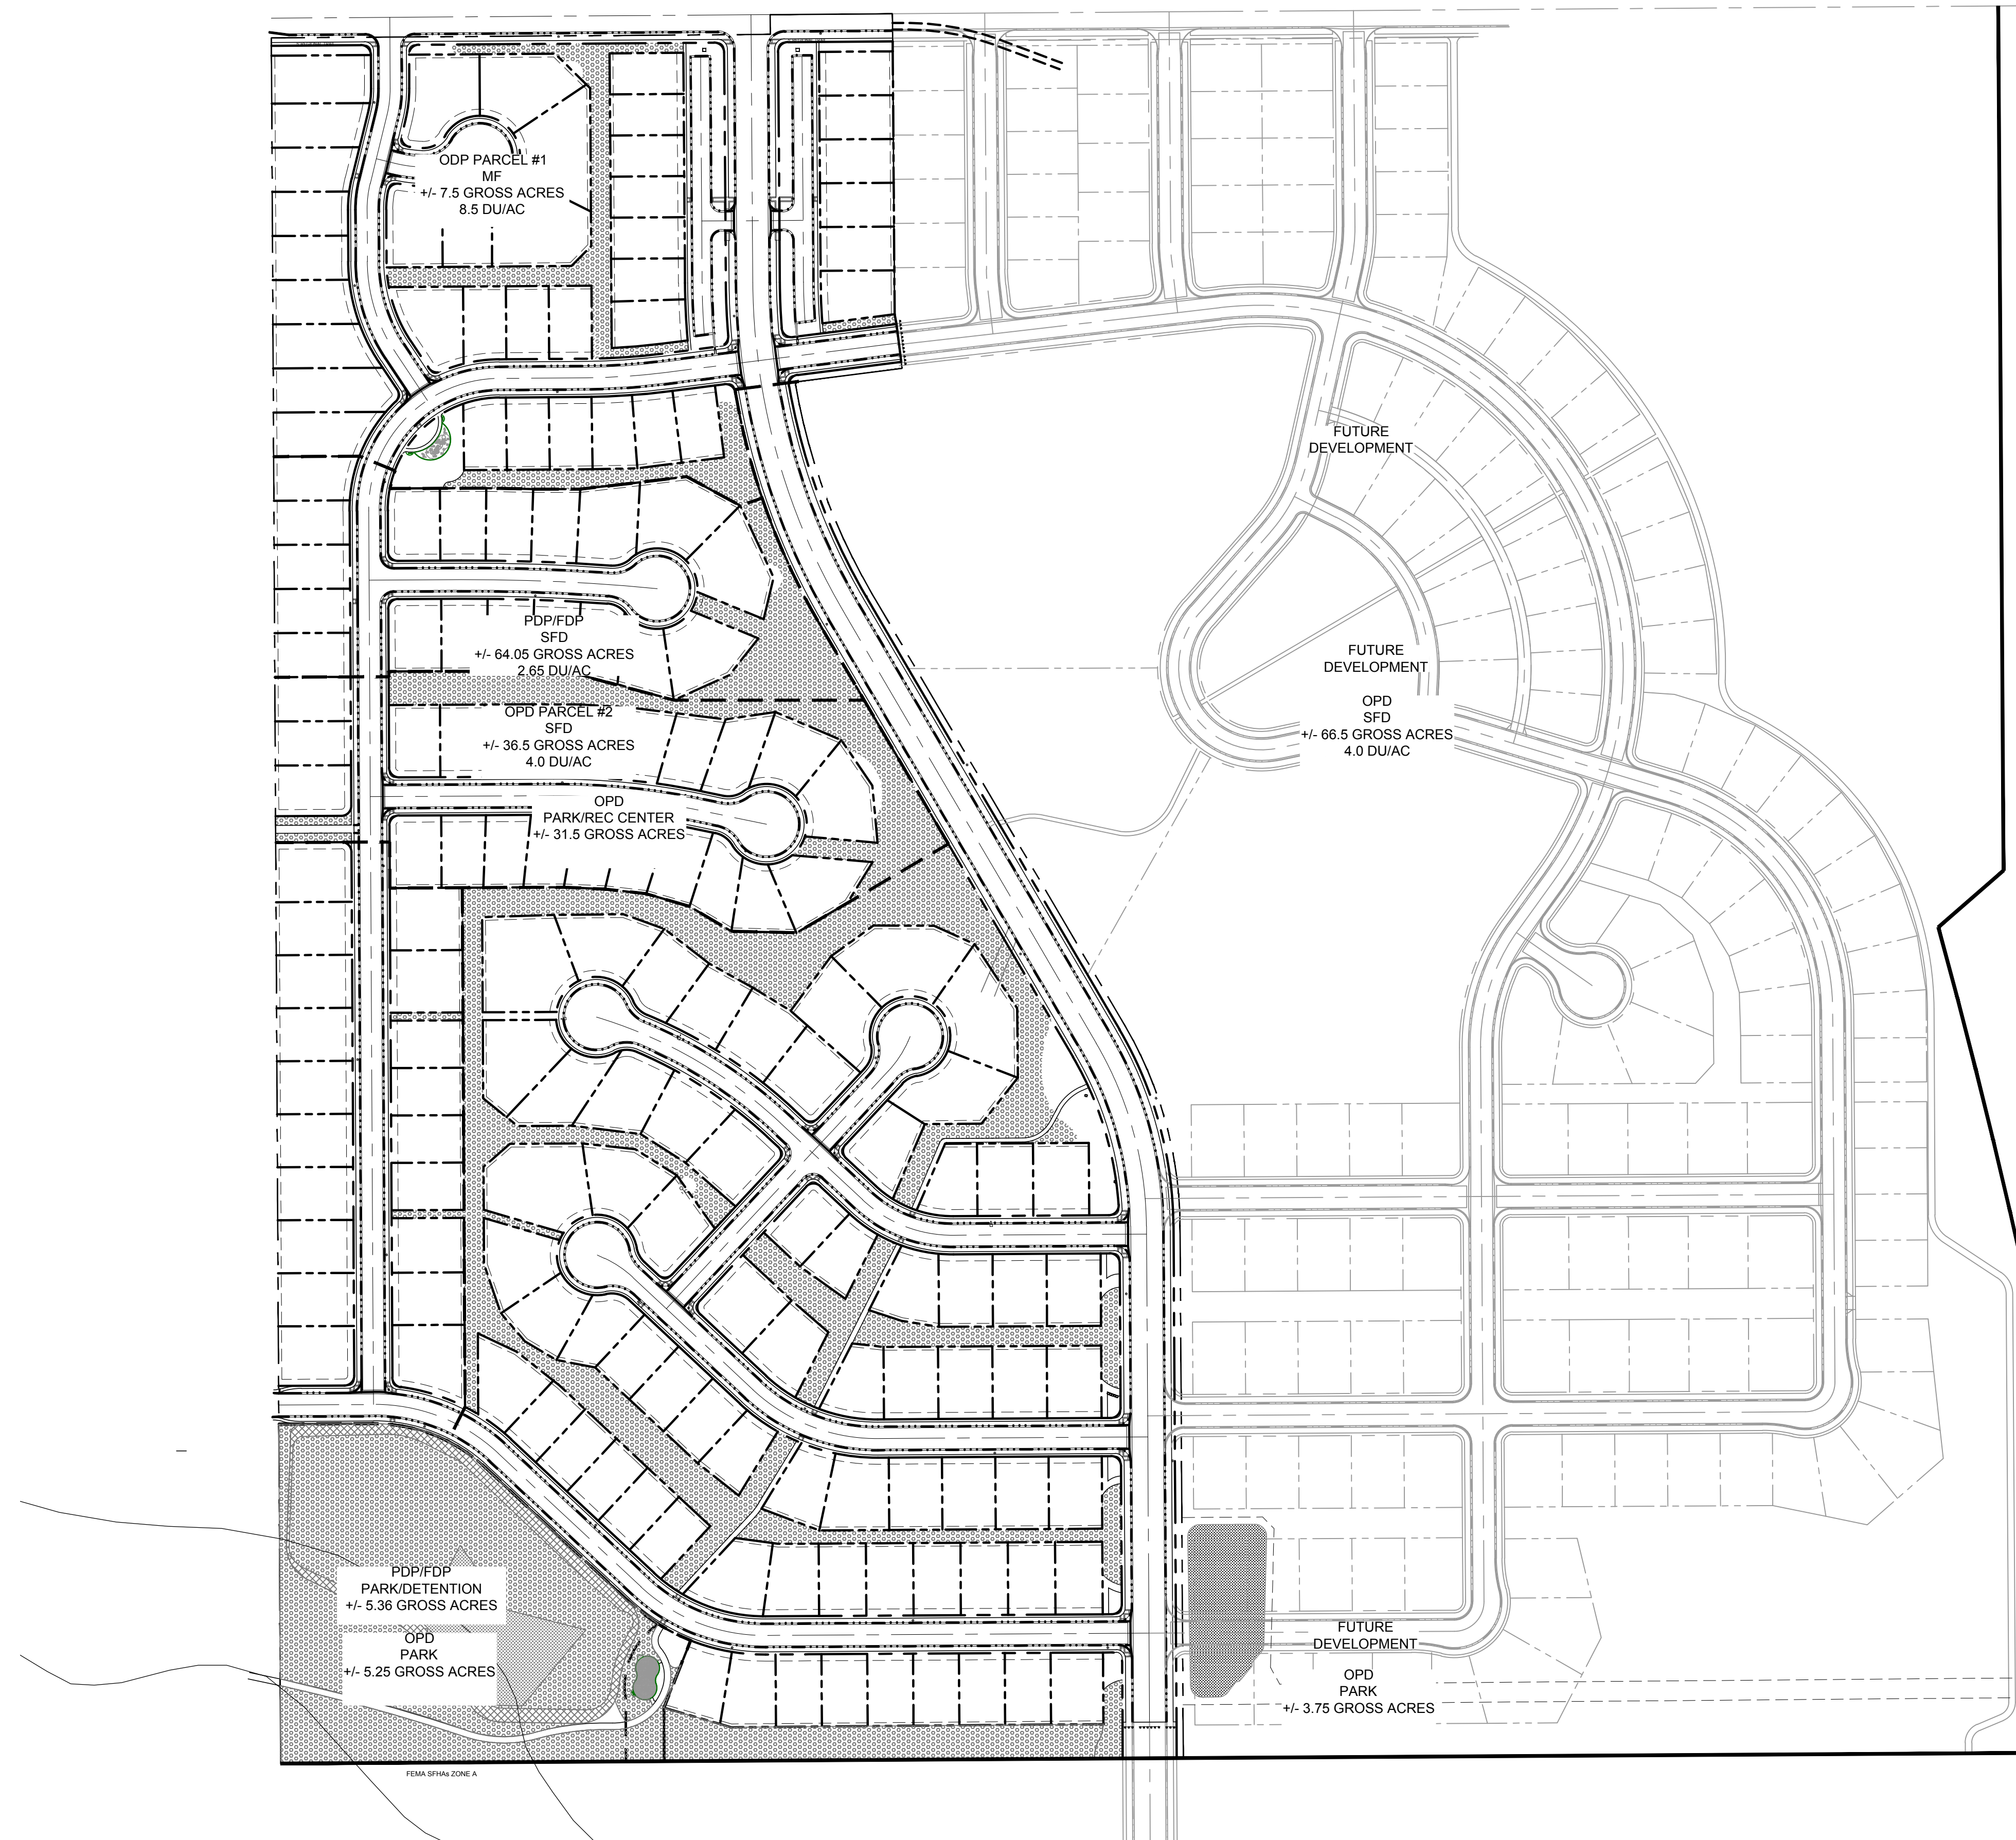 ODP PARCEL #1
MF
+/- 7.5 GROSS ACRES
8.5 DU/AC
FUTURE
DEVELOPMENT
PDP/FDP
SFD
+/- 64.05 GROSS ACRES
2.65 DU/AC
FUTURE
DEVELOPMENT
OPD
SFD
+/- 66.5 GROSS ACRES
4.0 DU/AC
OPD PARCEL #2
SFD
+/- 36.5 GROSS ACRES
4.0 DU/AC
OPD
PARK/REC CENTER
+/- 31.5 GROSS ACRES
PDP/FDP
PARK/DETENTION
+/- 5.36 GROSS ACRES
OPD
PARK
+/- 5.25 GROSS ACRES
FUTURE
DEVELOPMENT
OPD
PARK
+/- 3.75 GROSS ACRES
FEMA SFHAs ZONE A